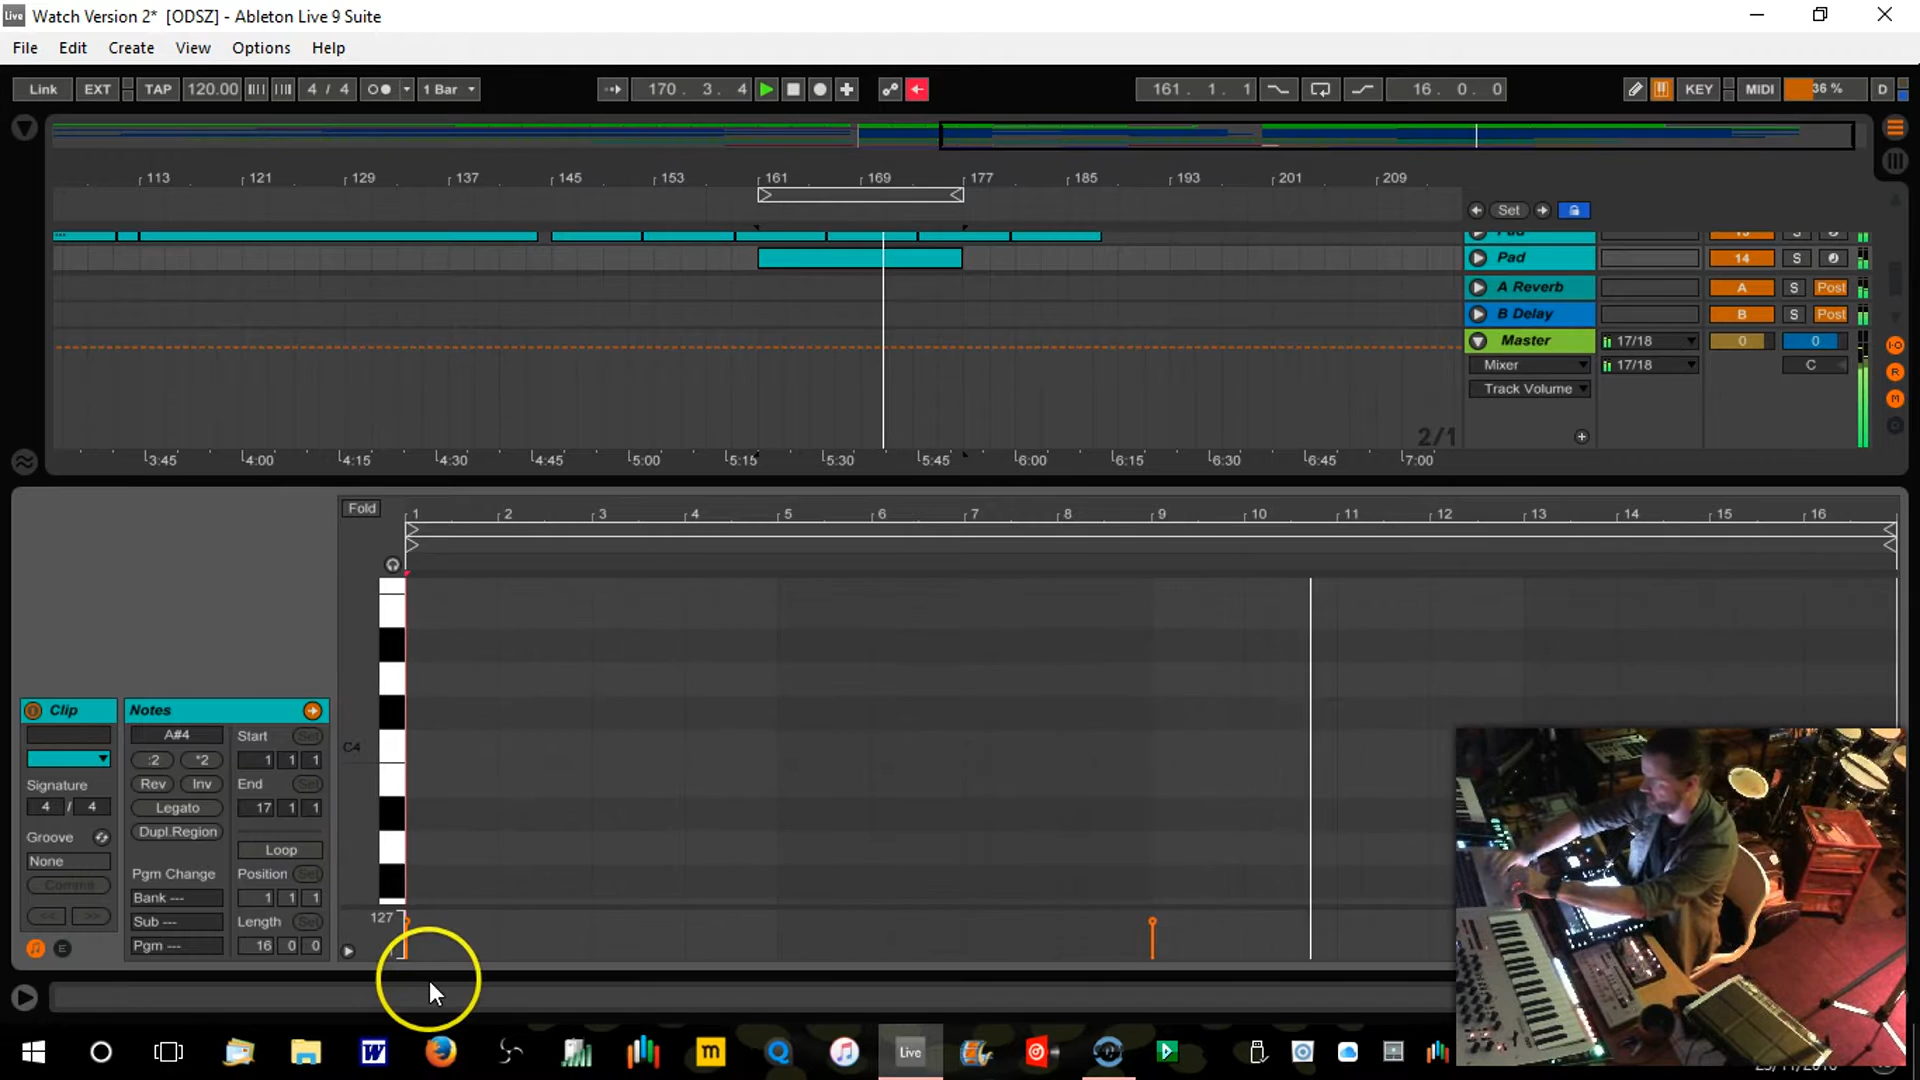 Live Watch Version 2* [ODSZ] - Ableton Live 9 Suite
File Edit Create View Options Help
Link EXT TAP 120.00 4 / 4 1 Bar 170. 3. 4 161. 1. 1 16. 0. 0 KEY MIDI 36 % D
113 121 129 137 145 153 161 169 177 185 193 201 209
Set
Pad
Pad 14 S
A Reverb A S Post
B Delay B S Post
Master 17/18 0 0
Mixer 17/18 C
Track Volume
2/1
3:45 4:00 4:15 4:30 4:45 5:00 5:15 5:30 5:45 6:00 6:15 6:30 6:45 7:00
Fold 1 2 3 4 5 6 7 8 9 10 11 12 13 14 15 16
C4
Clip Notes
A#4 Start Set
:2 *2 1 1 1
Signature Rev Inv End Set
4 / 4 Legato 17 1 1
Groove Dupl.Region
None Loop
Commit Pgm Change Position Set
Bank --- 1 1 1
<< >> Sub --- Length Set
E Pgm --- 16 0 0
127
Live